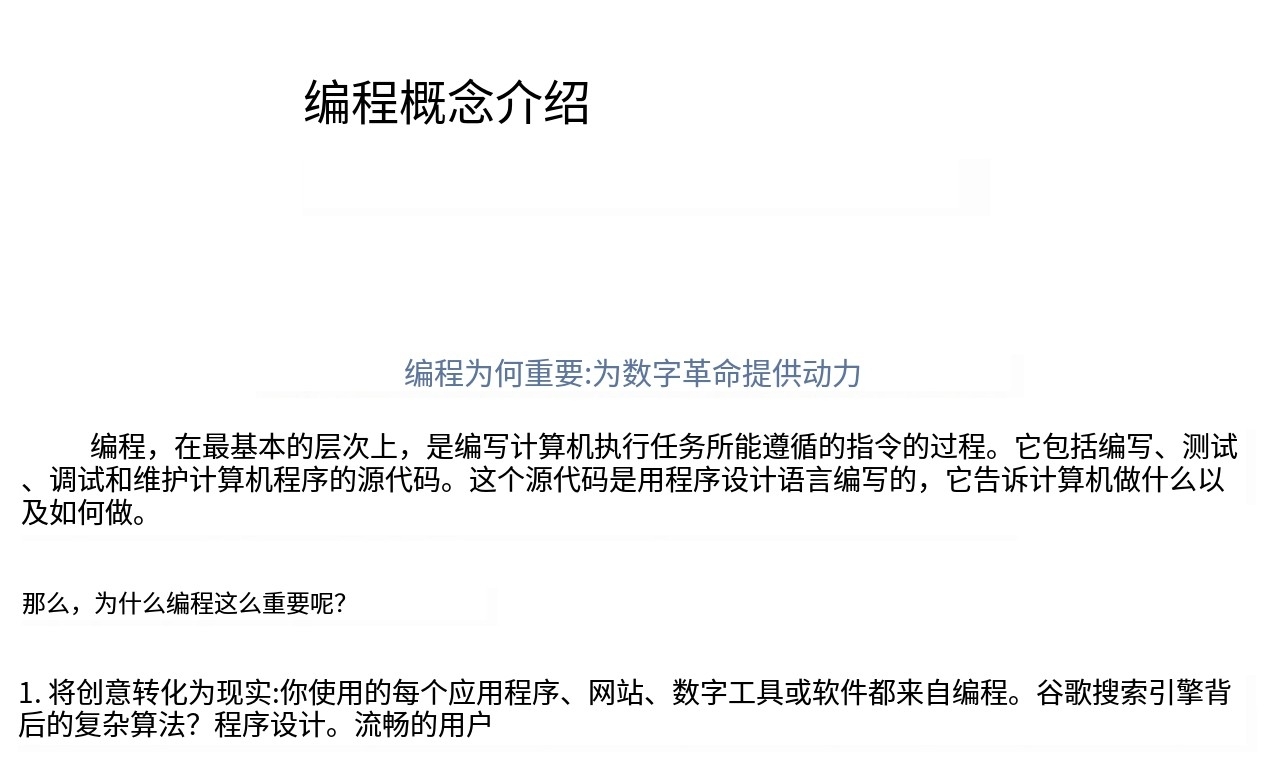 编程概念介绍
编程为何重要:为数字革命提供动力
编程，在最基本的层次上，是编写计算机执行任务所能遵循的指令的过程。它包括编写、测试
、调试和维护计算机程序的源代码。这个源代码是用程序设计语言编写的，它告诉计算机做什么以
及如何做。
那么，为什么编程这么重要呢？
1. 将创意转化为现实:你使用的每个应用程序、网站、数字工具或软件都来自编程。谷歌搜索引擎背
后的复杂算法？程序设计。流畅的用户